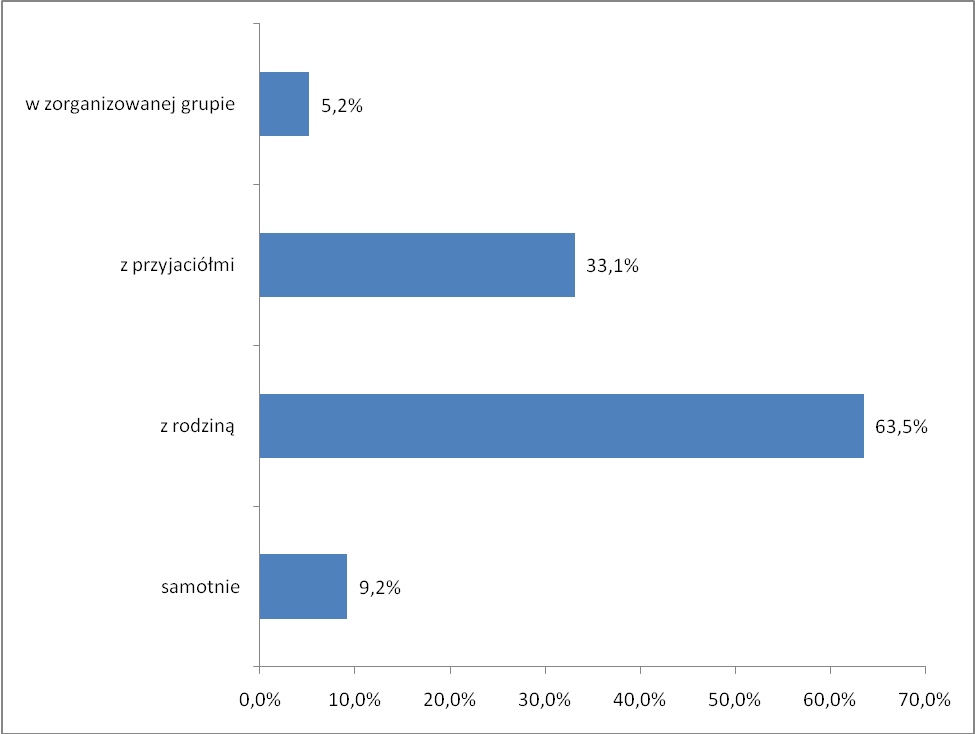 w zorganizowanej grupie 5,2%
z przyjaciółmi 33,1%
z rodziną 63,5%
samotnie 9,2%
0,0% 10,0% 20,0% 30,0% 40,0% 50,0% 60,0% 70,0%